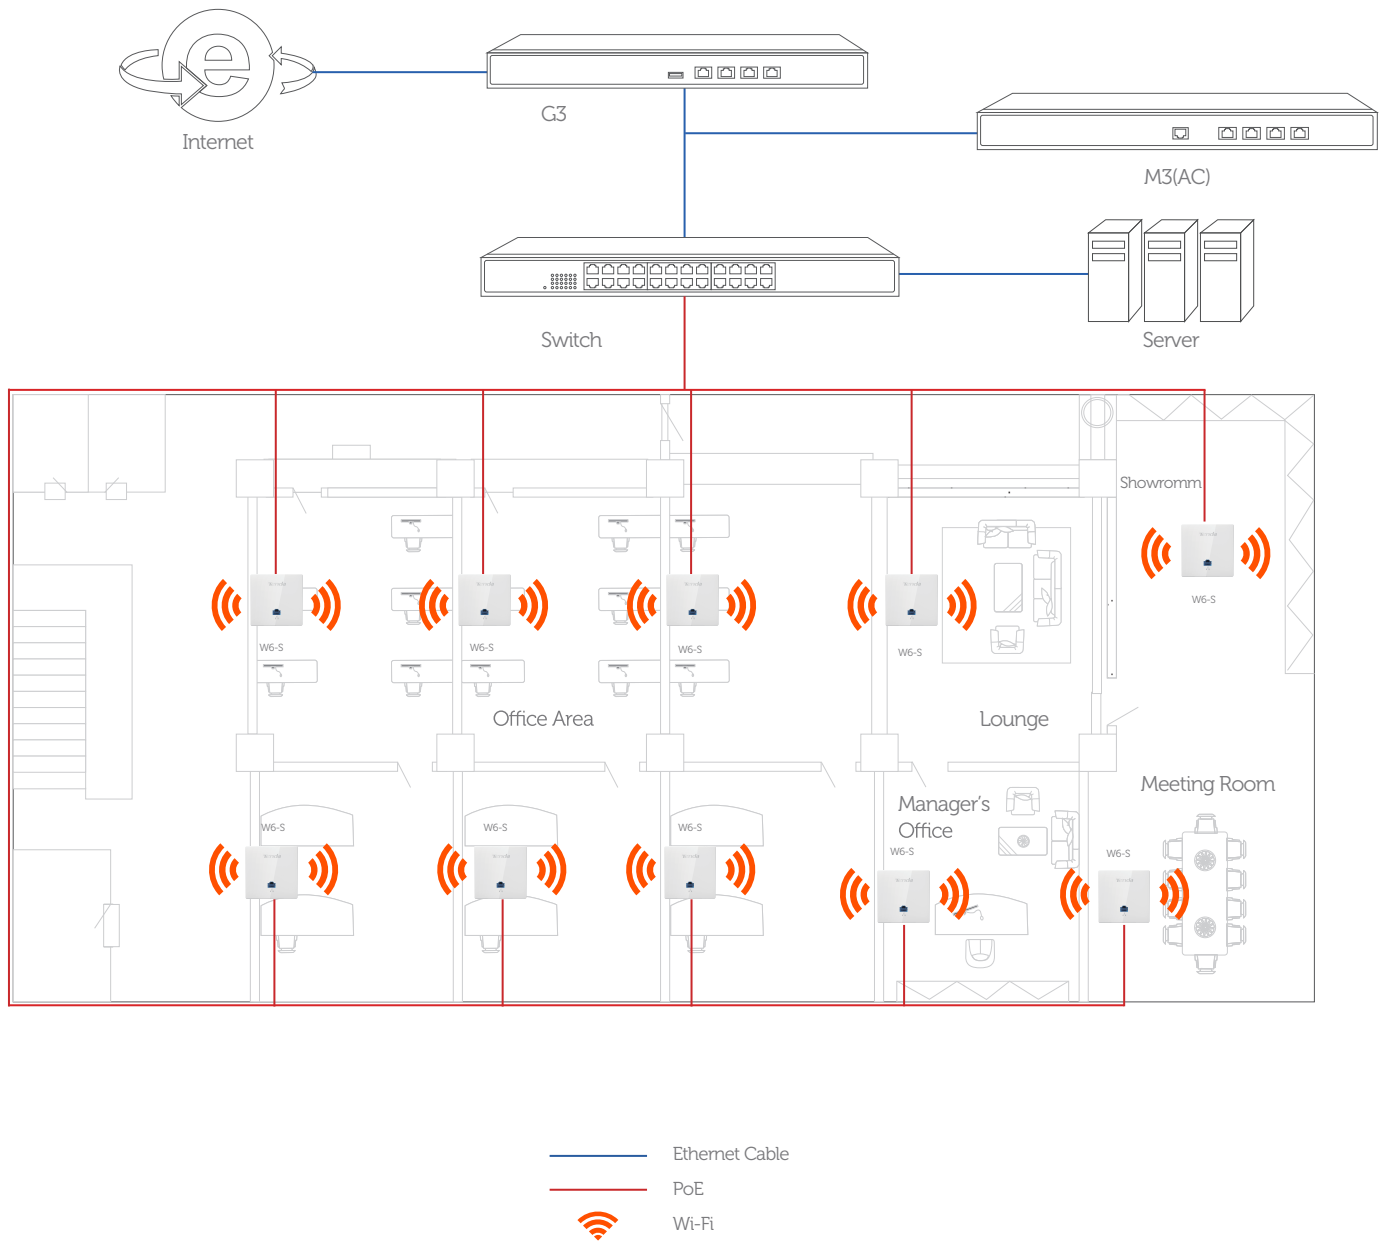 Internet
G3
M3(AC)
Switch
Server
Showromm
W6-S
W6-S
W6-S
W6-S
W6-S
Office Area
Lounge
Meeting Room
Manager's
Office
W6-S
W6-S
W6-S
W6-S
W6-S
Ethernet Cable
PoE
Wi-Fi